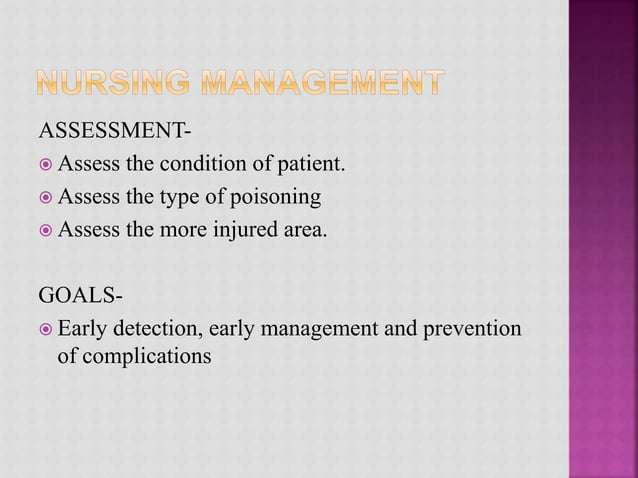 NURSING MANAGEMENT
ASSESSMENT-
Assess the condition of patient.
Assess the type of poisoning
Assess the more injured area.
GOALS-
Early detection, early management and prevention
of complications